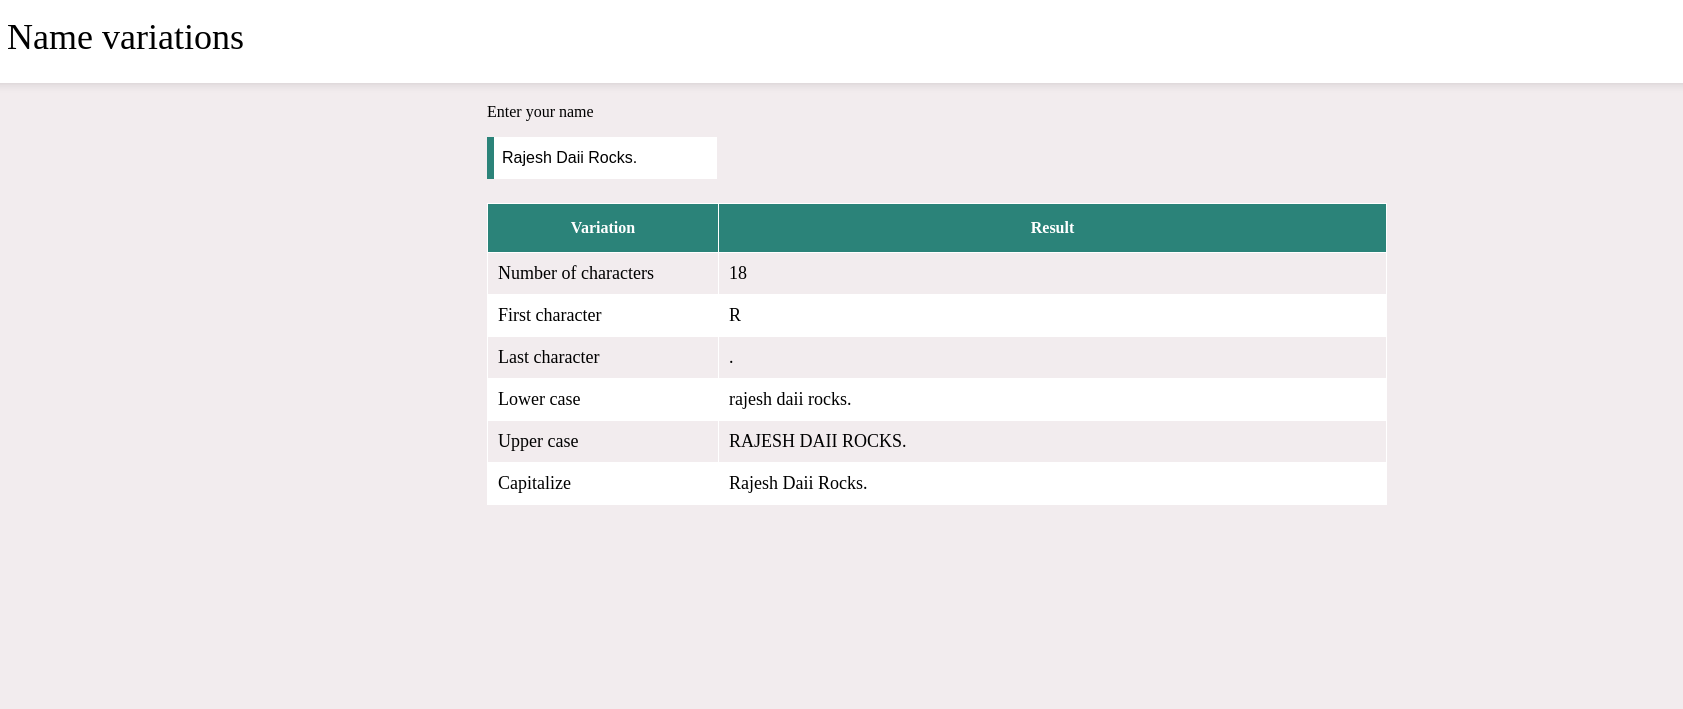 Name variations
Enter your name
Rajesh Daii Rocks.
Variation Result
Number of characters 18
First character R
Last character .
Lower case rajesh daii rocks.
Upper case RAJESH DAII ROCKS.
Capitalize Rajesh Daii Rocks.